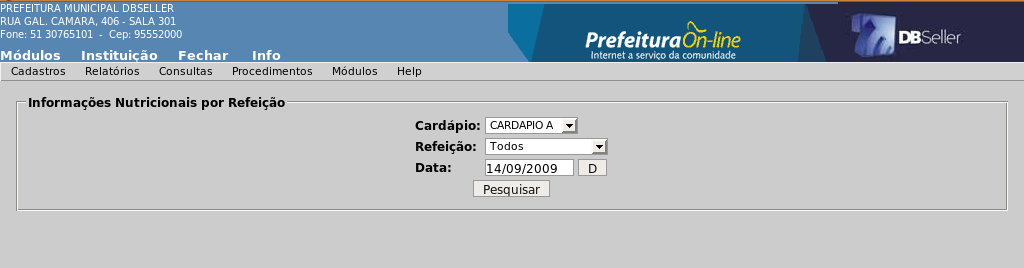 PREFEITURA MUNICIPAL DBSELLER
RUA GAL. CAMARA, 406 - SALA 301
Fone: 51 30765101 - Cep: 95552000
Prefeitura On-line
Internet a serviço da comunidade
DBSeller
Módulos Instituição Fechar Info
Cadastros Relatórios Consultas Procedimentos Módulos Help
Informações Nutricionais por Refeição
Cardápio: CARDAPIO A
Refeição: Todos
Data: 14/09/2009 D
Pesquisar